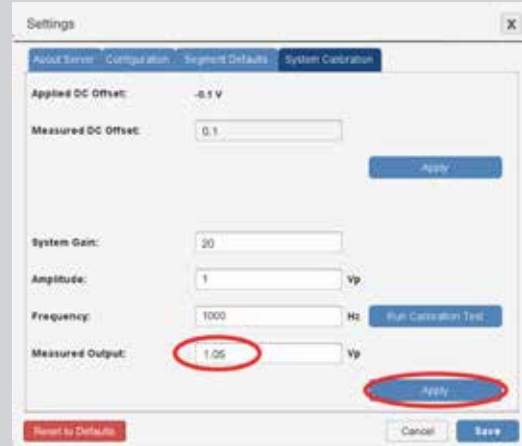 Settings
X
About Server Configuration Segment Defaults System Calibration
Applied DC Offset: -0.1 V
Measured DC Offset: 0.1
Apply
System Gain: 20
Amplitude: 1 Vp
Frequency: 1000 Hz Run Calibration Test
Measured Output: 1.05 Vp
Apply
Reset to Defaults Cancel Save